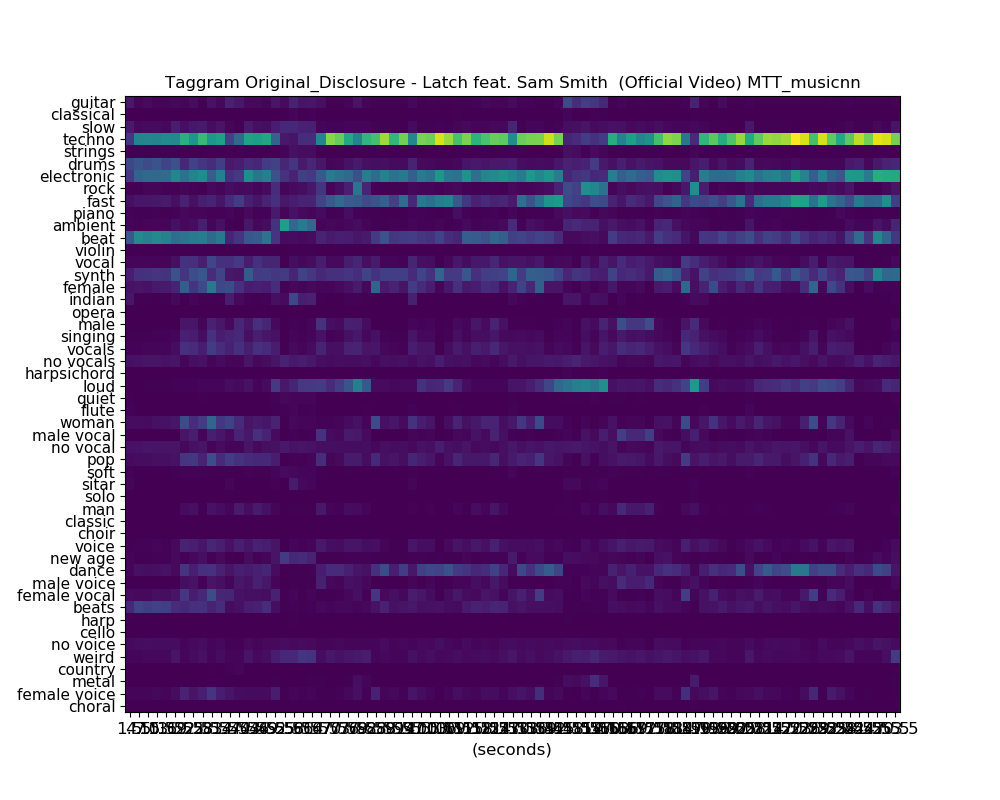 Taggram Original_Disclosure - Latch feat. Sam Smith (Official Video) MTT_musicnn
guitar
classical
slow
techno
strings
drums
electronic
rock
fast
piano
ambient
beat
violin
vocal
synth
female
indian
opera
male
singing
vocals
no vocals
harpsichord
loud
quiet
flute
woman
male vocal
no vocal
pop
soft
sitar
solo
man
classic
choir
voice
new age
dance
male voice
female vocal
beats
harp
cello
no voice
weird
country
metal
female voice
choral
(seconds)